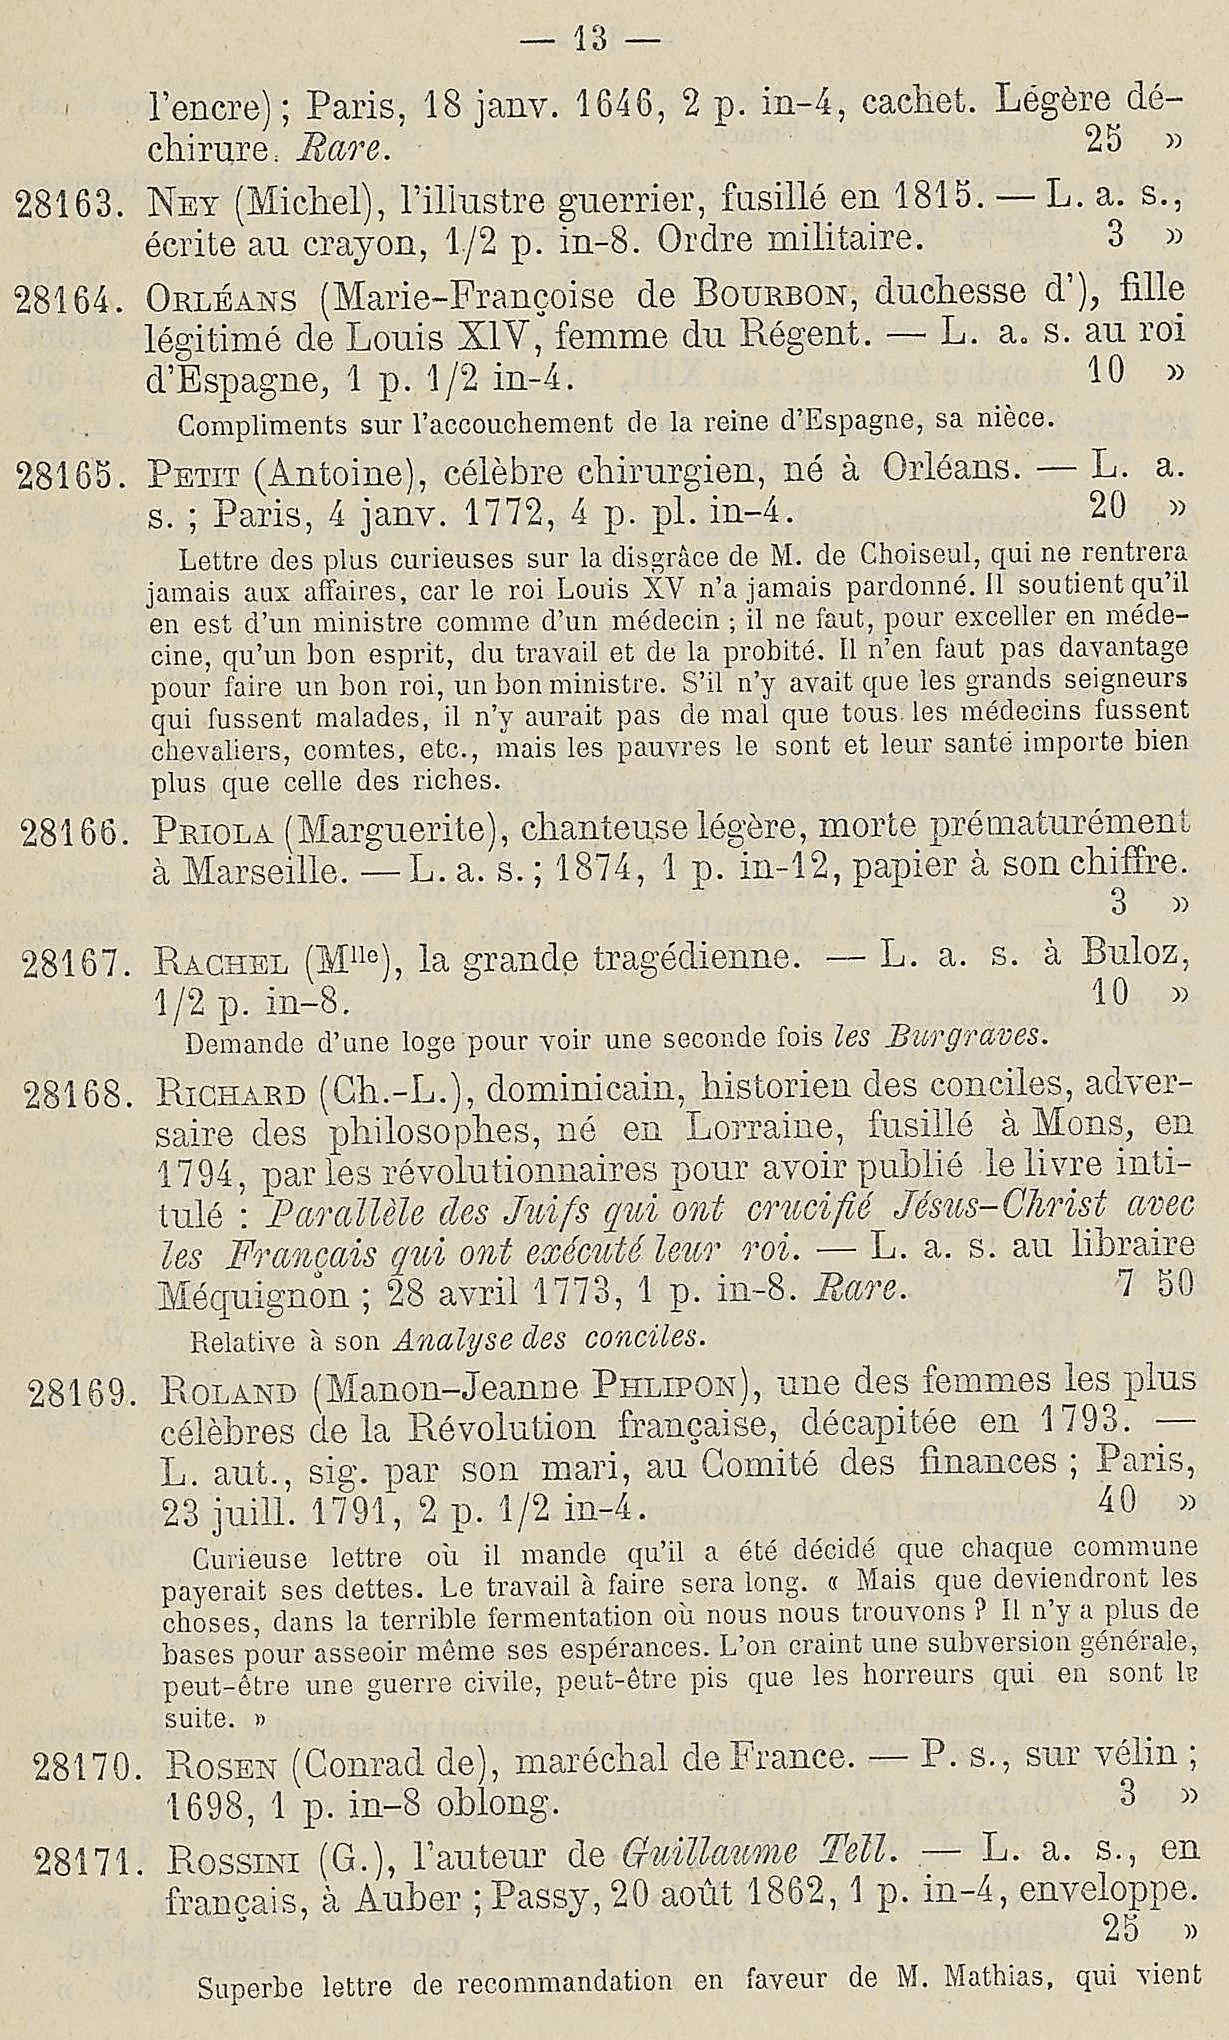 — 13 —
l'encre) ; Paris, 18 janv. 1646, 2 p. in-4, cachet. Légère dé-
chirure. Rare. 25 »
28163. NEY (Michel), l'illustre guerrier, fusillé en 1815. — L. a. s.,
écrite au crayon, 1/2 p. in-8. Ordre militaire. 3 »
28164. ORLÉANS (Marie-Françoise de BOURBON, duchesse d'), fille
légitimé de Louis XIV, femme du Régent. — L. a. s. au roi
d'Espagne, 1 p. 1/2 in-4. 10 »
Compliments sur l'accouchement de la reine d'Espagne, sa nièce.
28165. PETIT (Antoine), célèbre chirurgien, né à Orléans. — L. a.
s. ; Paris, 4 janv. 1772, 4 p. pl. in-4. 20 »
Lettre des plus curieuses sur la disgrâce de M. de Choiseul, qui ne rentrera
jamais aux affaires, car le roi Louis XV n'a jamais pardonné. Il soutient qu'il
en est d'un ministre comme d'un médecin ; il ne faut, pour exceller en méde-
cine, qu'un bon esprit, du travail et de la probité. Il n'en faut pas davantage
pour faire un bon roi, un bon ministre. S'il n'y avait que les grands seigneurs
qui fussent malades, il n'y aurait pas de mal que tous les médecins fussent
chevaliers, comtes, etc., mais les pauvres le sont et leur santé importe bien
plus que celle des riches.
28166. PRIOLA (Marguerite), chanteuse légère, morte prématurément
à Marseille. — L. a. s. ; 1874, 1 p. in-12, papier à son chiffre.
3 »
28167. RACHEL (Mlle), la grande tragédienne. — L. a. s. à Buloz,
1/2 p. in-8. 10 »
Demande d'une loge pour voir une seconde fois les Burgraves.
28168. RICHARD (Ch.-L.), dominicain, historien des conciles, adver-
saire des philosophes, né en Lorraine, fusillé à Mons, en
1794, par les révolutionnaires pour avoir publié le livre inti-
tulé : Parallèle des Juifs qui ont crucifié Jésus-Christ avec
les Français qui ont exécuté leur roi. — L. a. s. au libraire
Méquignon ; 28 avril 1773, 1 p. in-8. Rare. 7 50
Relative à son Analyse des conciles.
28169. ROLAND (Manon-Jeanne PHLIPON), une des femmes les plus
célèbres de la Révolution française, décapitée en 1793. —
L. aut., sig. par son mari, au Comité des finances ; Paris,
23 juill. 1791, 2 p. 1/2 in-4. 40 »
Curieuse lettre où il mande qu'il a été décidé que chaque commune
payerait ses dettes. Le travail à faire sera long. « Mais que deviendront les
choses, dans la terrible fermentation où nous nous trouvons ? Il n'y a plus de
bases pour asseoir même ses espérances. L'on craint une subversion générale,
peut-être une guerre civile, peut-être pis que les horreurs qui en sont le
suite. »
28170. ROSEN (Conrad de), maréchal de France. — P. s., sur vélin ;
1698, 1 p. in-8 oblong. 3 »
28171. ROSSINI (G.), l'auteur de Guillaume Tell. — L. a. s., en
français, à Auber ; Passy, 20 août 1862, 1 p. in-4, enveloppe.
25 »
Superbe lettre de recommandation en faveur de M. Mathias, qui vient